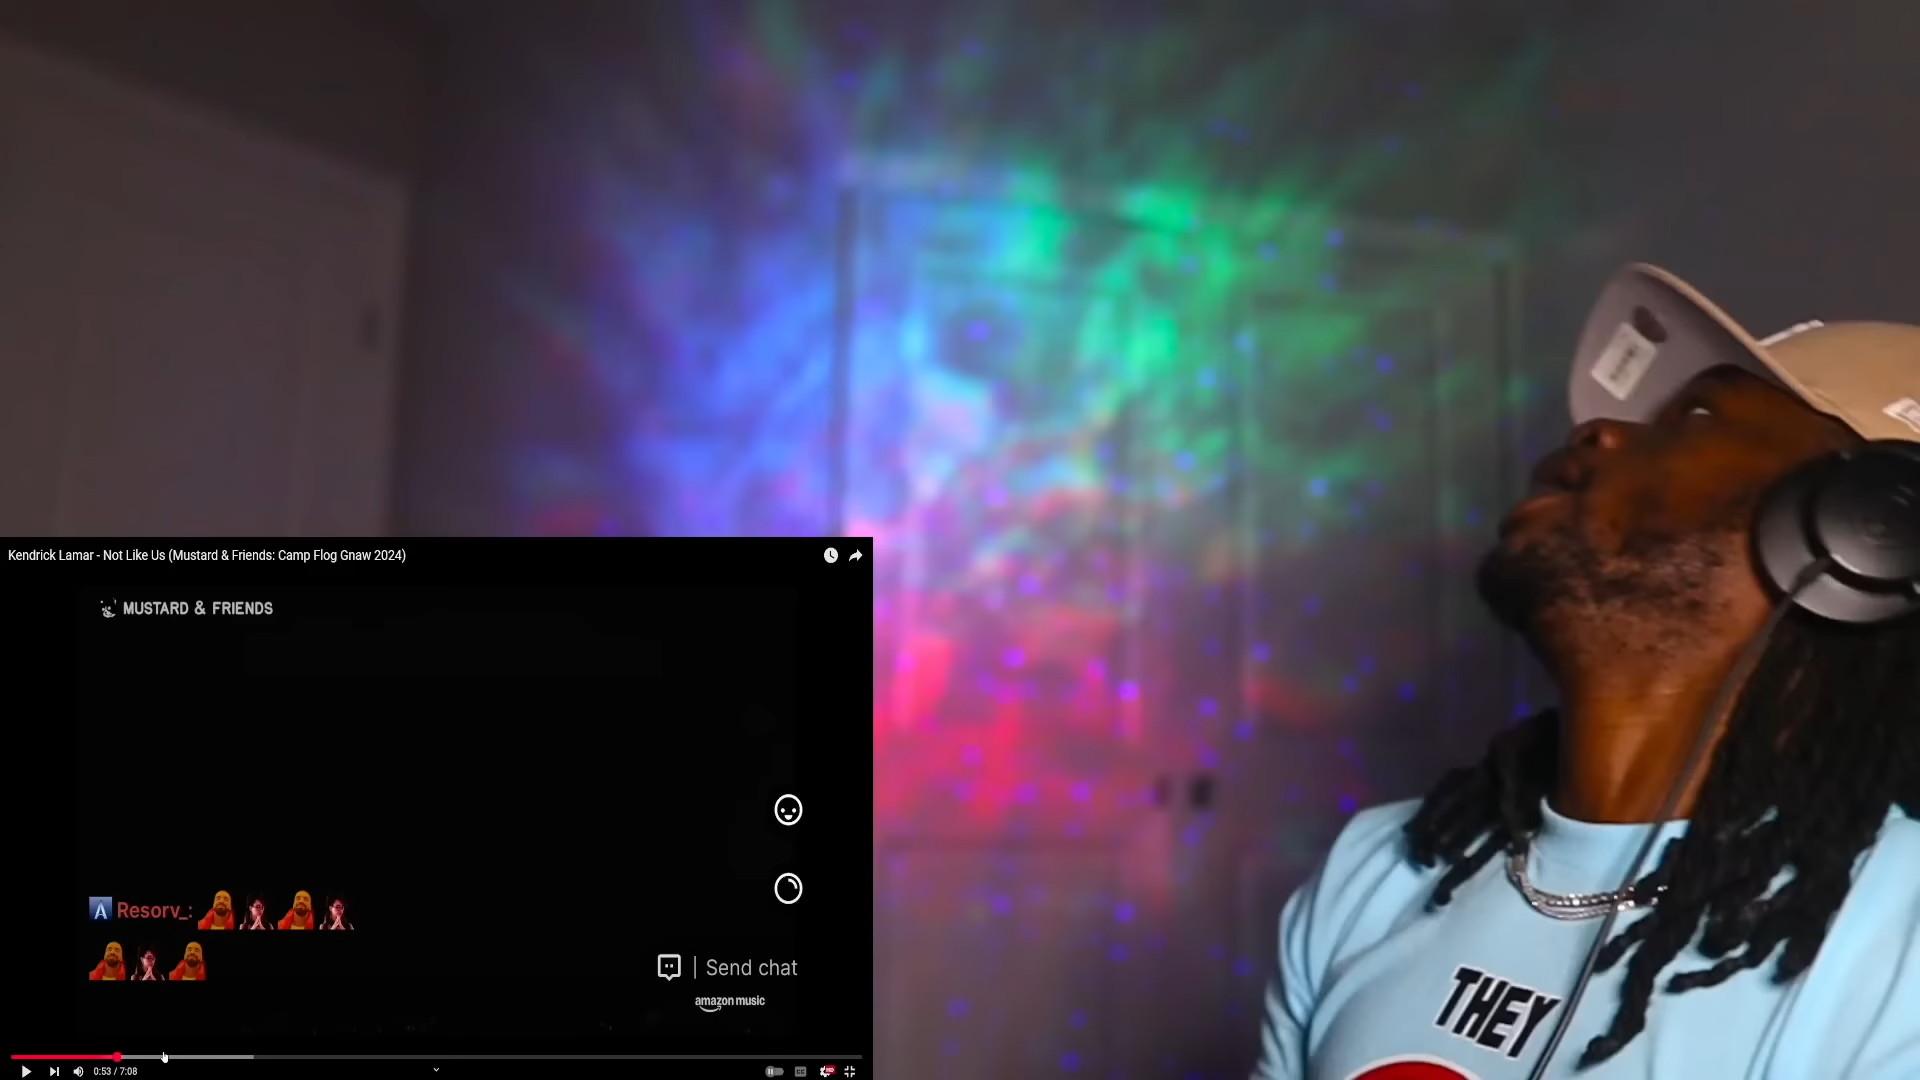 Kendrick Lamar - Not Like Us (Mustard & Friends: Camp Flog Gnaw 2024)
MUSTARD & FRIENDS
Resorv_:
Send chat
amazon music
0:53 / 7:08
THEY